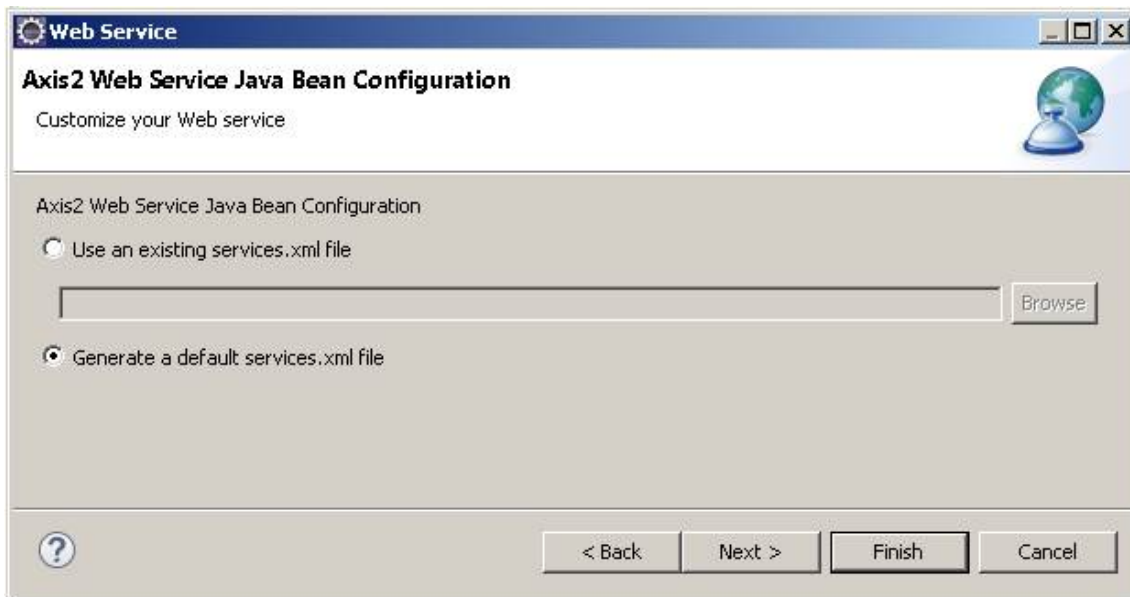 Web Service
Axis2 Web Service Java Bean Configuration
Customize your Web service
Axis2 Web Service Java Bean Configuration
Use an existing services.xml file
Browse
Generate a default services.xml file
? < Back Next > Finish Cancel